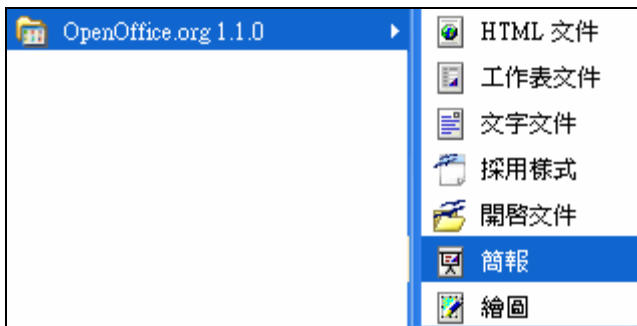 OpenOffice.org 1.1.0
HTML 文件
工作表文件
文字文件
採用樣式
開啓文件
簡報
繪圖